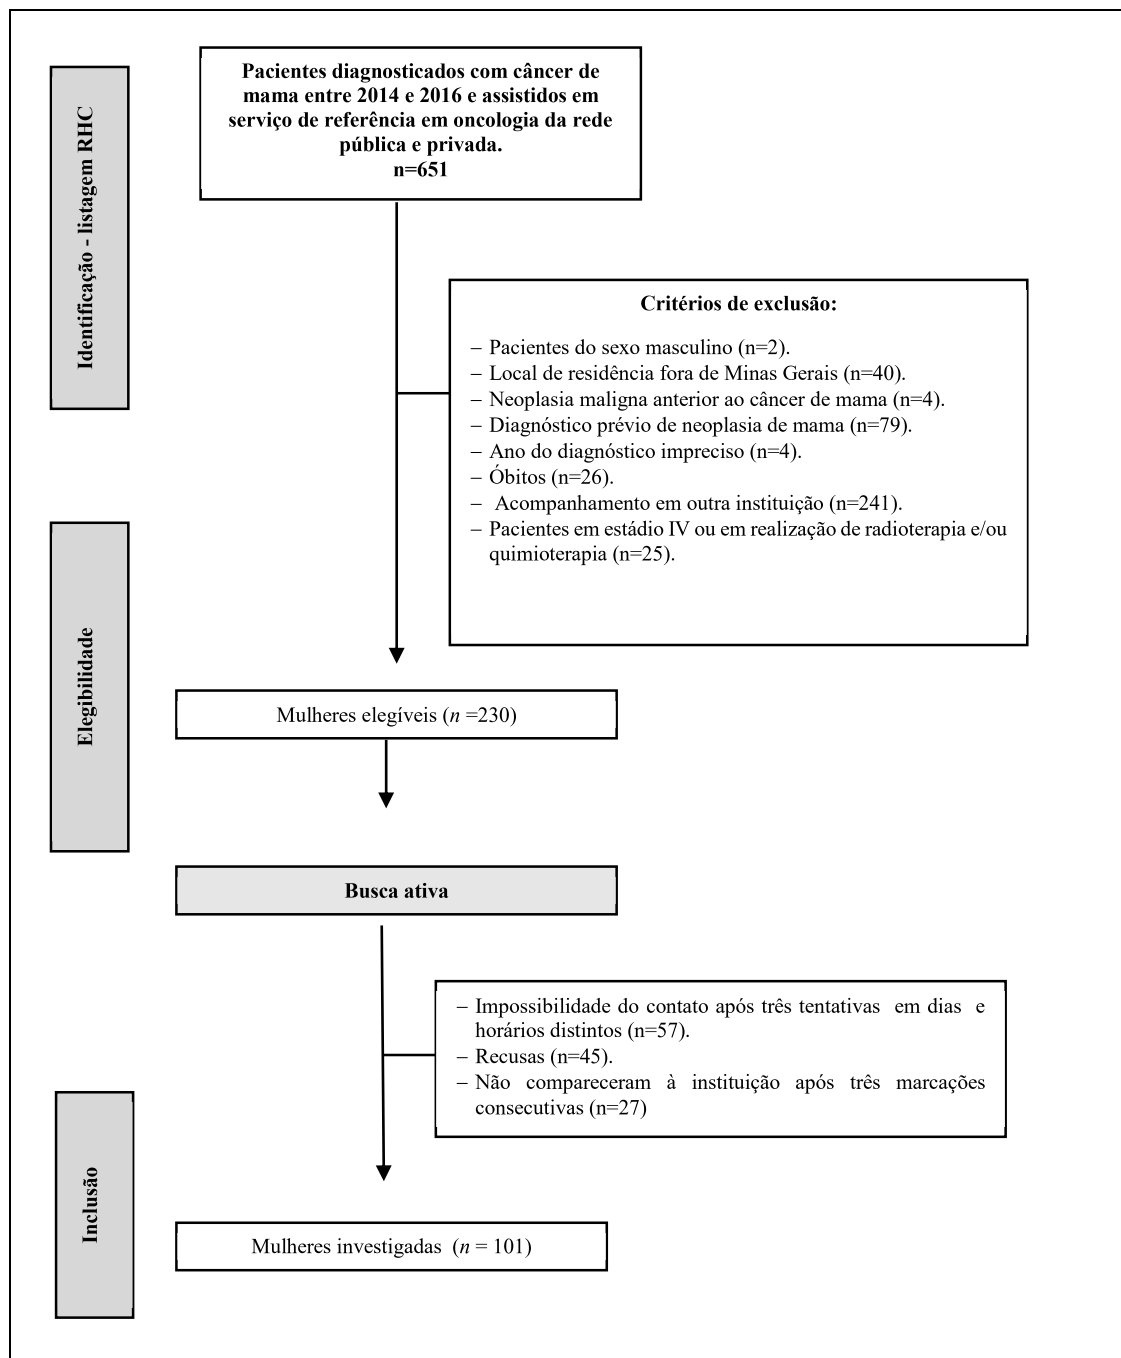 Identificação - listagem RHC
Pacientes diagnosticados com câncer de
mama entre 2014 e 2016 e assistidos em
serviço de referência em oncologia da rede
pública e privada.
n=651
Critérios de exclusão:
– Pacientes do sexo masculino (n=2).
– Local de residência fora de Minas Gerais (n=40).
– Neoplasia maligna anterior ao câncer de mama (n=4).
– Diagnóstico prévio de neoplasia de mama (n=79).
– Ano do diagnóstico impreciso (n=4).
– Óbitos (n=26).
– Acompanhamento em outra instituição (n=241).
– Pacientes em estádio IV ou em realização de radioterapia e/ou
quimioterapia (n=25).
Elegibilidade
Mulheres elegíveis (n =230)
Busca ativa
– Impossibilidade do contato após três tentativas em dias e
horários distintos (n=57).
– Recusas (n=45).
– Não compareceram à instituição após três marcações
consecutivas (n=27)
Inclusão
Mulheres investigadas (n = 101)